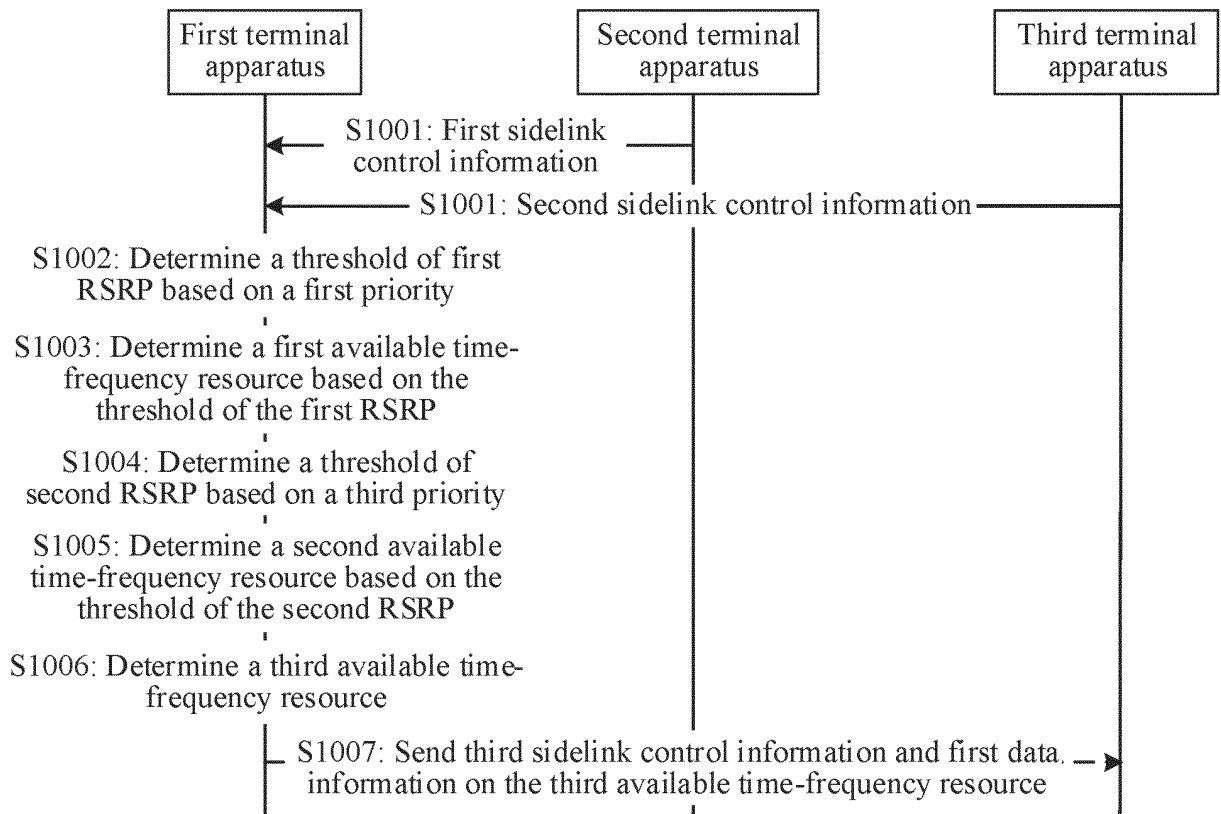 First terminal
apparatus
Second terminal
apparatus
Third terminal
apparatus
S1001: First sidelink
control information
S1001: Second sidelink control information
S1002: Determine a threshold of first
RSRP based on a first priority
S1003: Determine a first available time-
frequency resource based on the
threshold of the first RSRP
S1004: Determine a threshold of
second RSRP based on a third priority
S1005: Determine a second available
time-frequency resource based on the
threshold of the second RSRP
S1006: Determine a third available time-
frequency resource
S1007: Send third sidelink control information and first data
information on the third available time-frequency resource